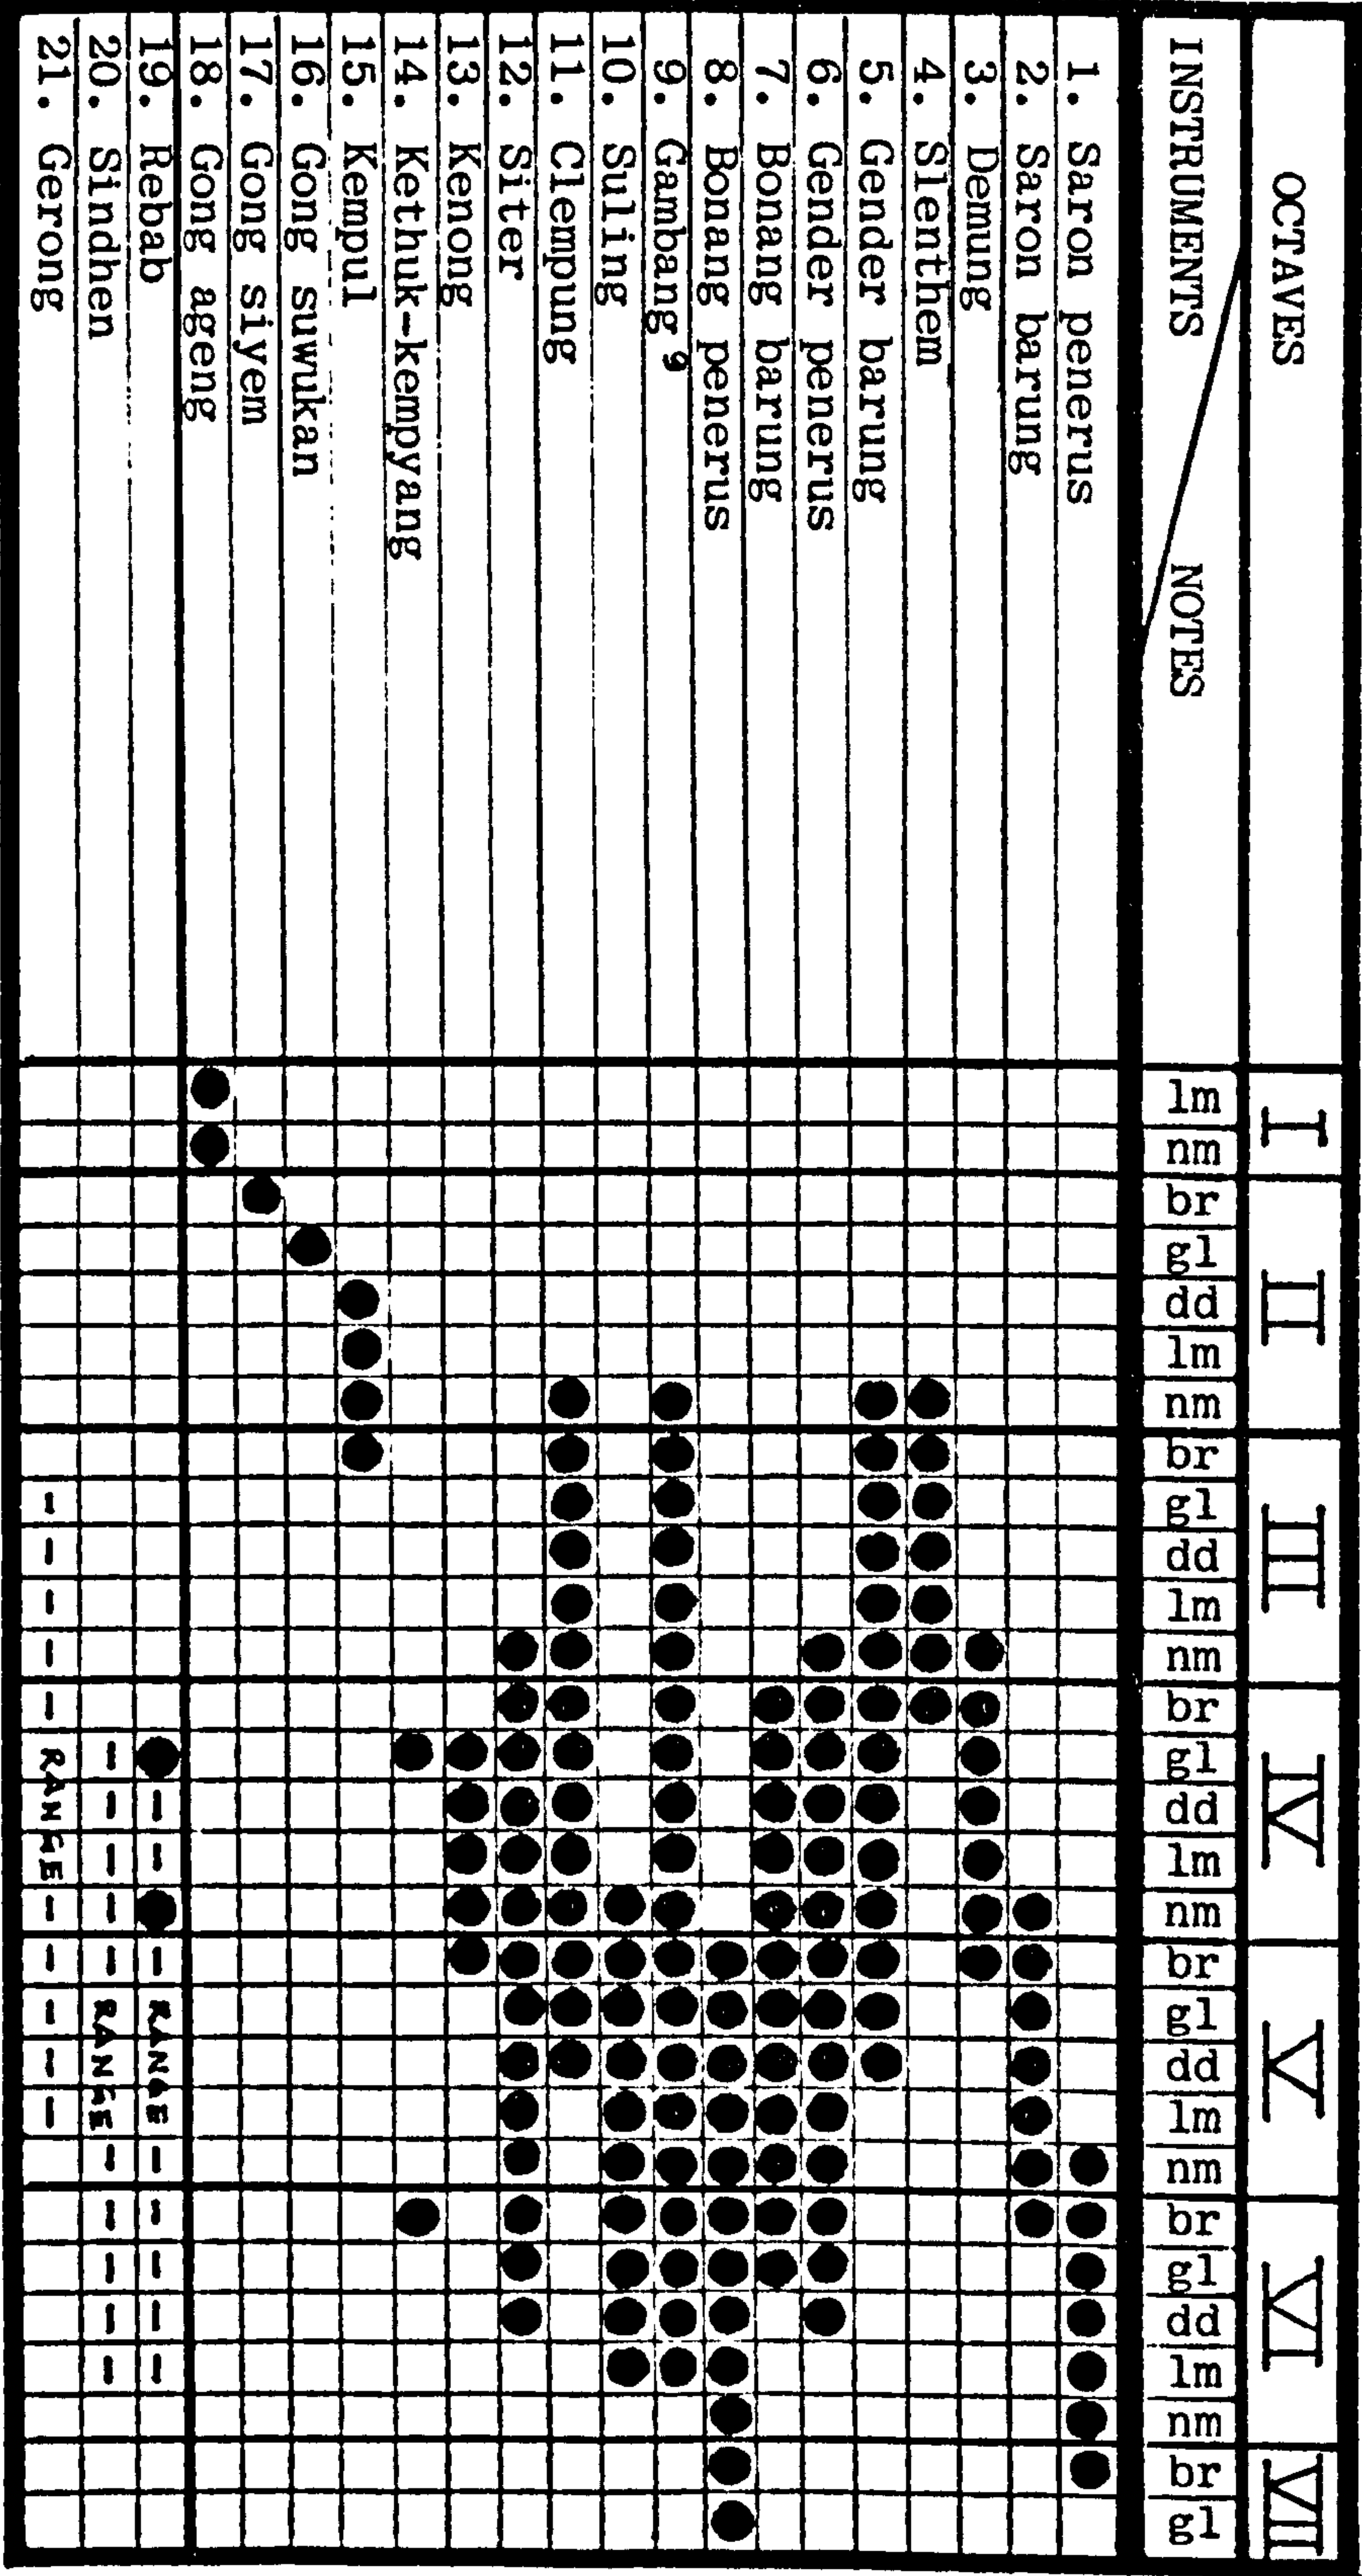 OCTAVES I II III IV V VI VII
INSTRUMENTS NOTES lm nm br gl dd lm nm br gl dd lm nm br gl dd lm nm br gl dd lm nm br gl dd lm nm br gl
1. Saron penerus
2. Saron barung
3. Demung
4. Slenthem
5. Gender barung
6. Gender penerus
7. Bonang barung
8. Bonang penerus
9. Gambang 9
10. Suling
11. Clempung
12. Siter
13. Kenong
14. Kethuk-kempyang
15. Kempul
16. Gong suwukan
17. Gong siyem
18. Gong ageng
19. Rebab RANGE
20. Sindhen RANGE
21. Gerong RANGE